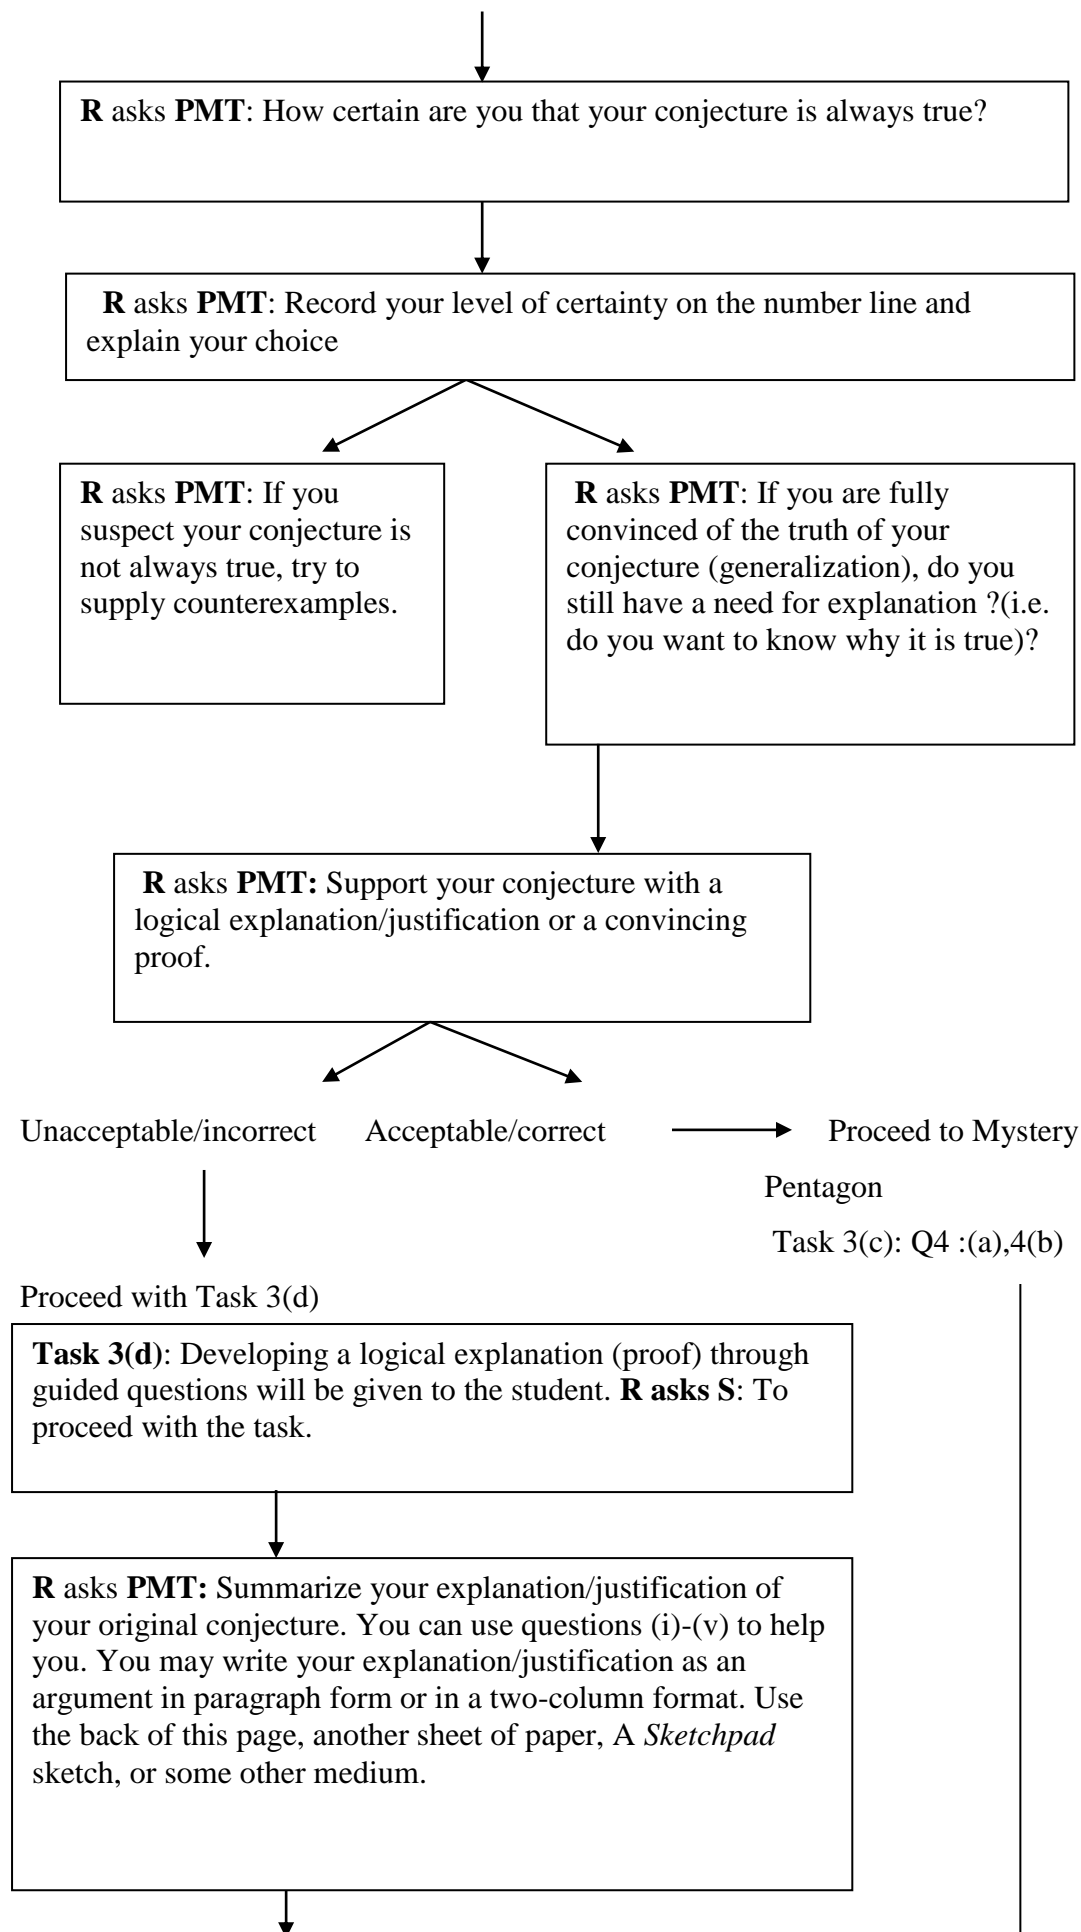 R asks PMT: How certain are you that your conjecture is always true?
R asks PMT: Record your level of certainty on the number line and
explain your choice
R asks PMT: If you
suspect your conjecture is
not always true, try to
supply counterexamples.
R asks PMT: If you are fully
convinced of the truth of your
conjecture (generalization), do you
still have a need for explanation ?(i.e.
do you want to know why it is true)?
R asks PMT: Support your conjecture with a
logical explanation/justification or a convincing
proof.
Unacceptable/incorrect Acceptable/correct Proceed to Mystery
Pentagon
Task 3(c): Q4 :(a),4(b)
Proceed with Task 3(d)
Task 3(d): Developing a logical explanation (proof) through
guided questions will be given to the student. R asks S: To
proceed with the task.
R asks PMT: Summarize your explanation/justification of
your original conjecture. You can use questions (i)-(v) to help
you. You may write your explanation/justification as an
argument in paragraph form or in a two-column format. Use
the back of this page, another sheet of paper, A Sketchpad
sketch, or some other medium.